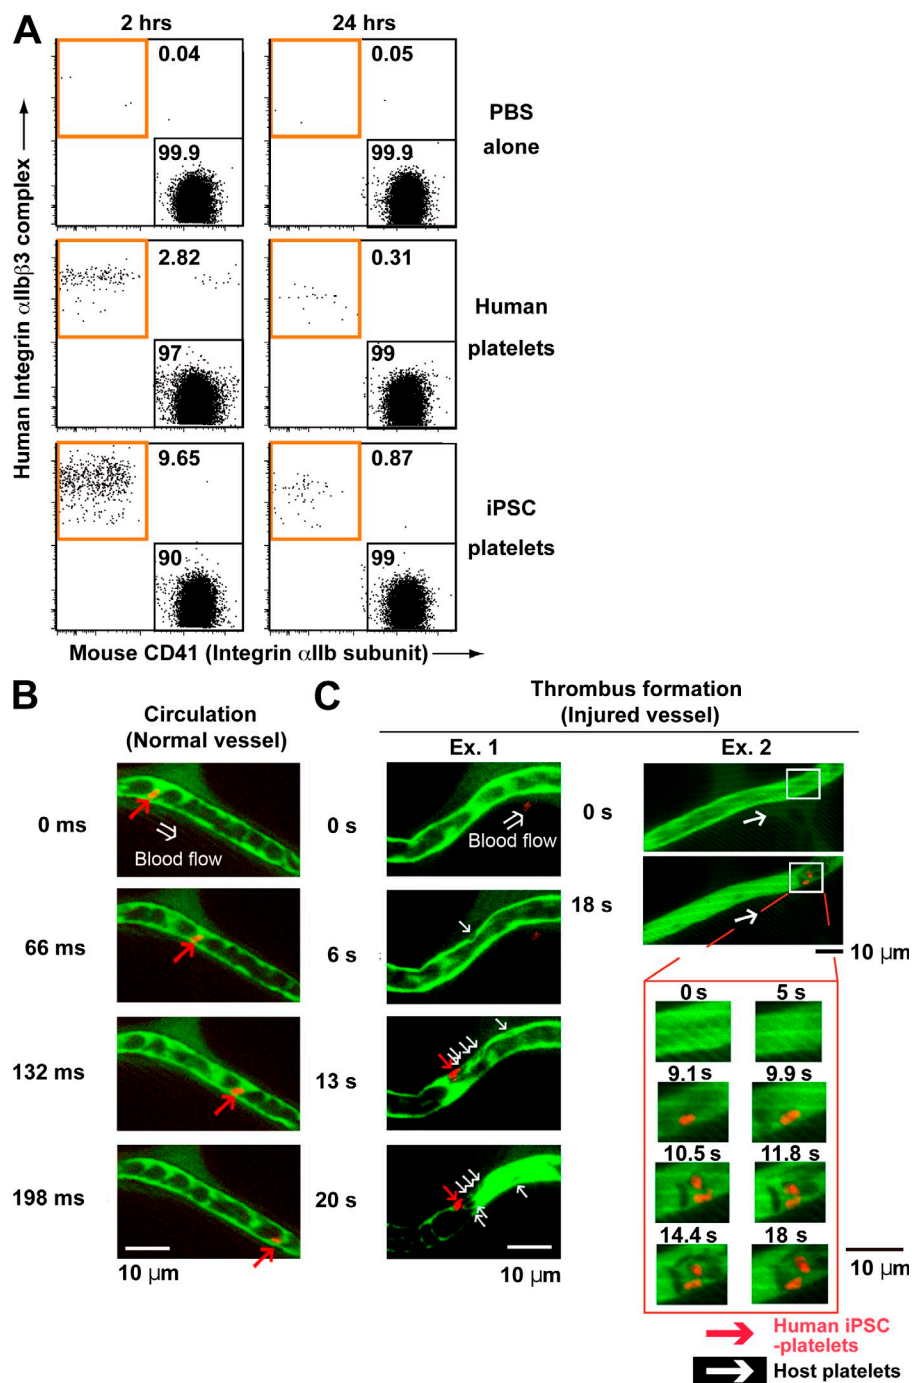 A
2 hrs
24 hrs
0.04
0.05
99.9
99.9
PBS
alone
2.82
0.31
97
99
Human
platelets
9.65
0.87
90
99
iPSC
platelets
Human Integrin αIIbβ3 complex
Mouse CD41 (Integrin αIIb subunit)
B
Circulation
(Normal vessel)
0 ms
Blood flow
66 ms
132 ms
198 ms
10 μm
C
Thrombus formation
(Injured vessel)
Ex. 1
0 s
Blood flow
6 s
13 s
20 s
10 μm
Ex. 2
0 s
18 s
10 μm
0 s
5 s
9.1 s
9.9 s
10.5 s
11.8 s
14.4 s
18 s
10 μm
Human iPSC
-platelets
Host platelets